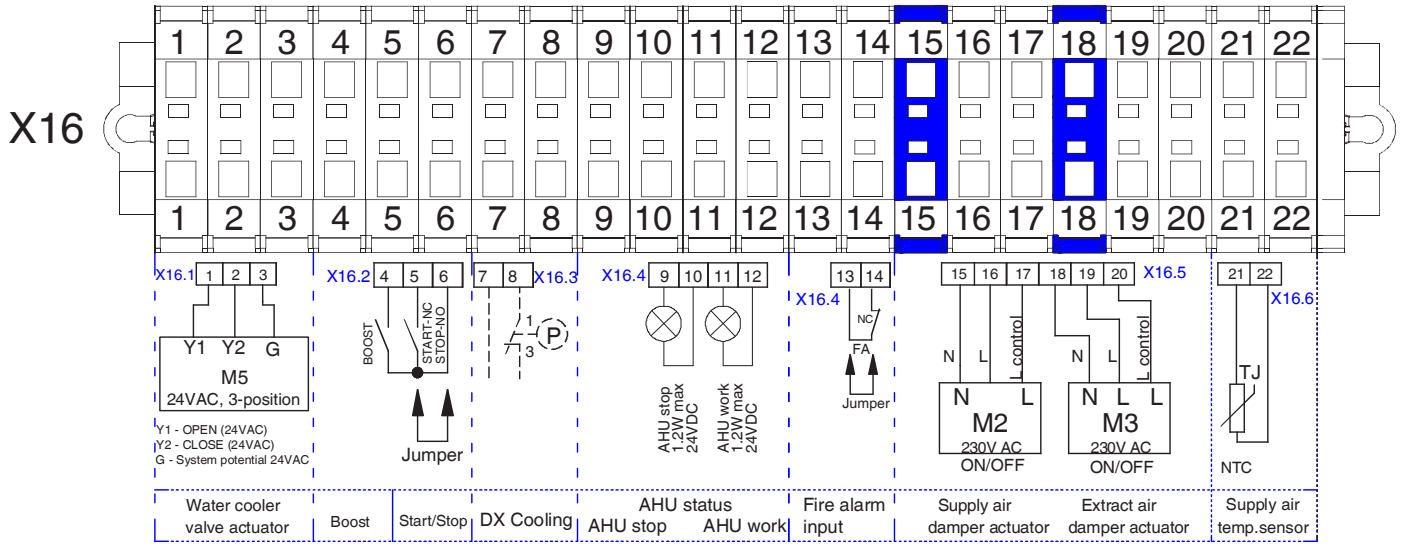 1 2 3 4 5 6 7 8 9 10 11 12 13 14 15 16 17 18 19 20 21 22
X16
1 2 3 4 5 6 7 8 9 10 11 12 13 14 15 16 17 18 19 20 21 22
X16.1 1 2 3
X16.2 4 5 6
7 8 X16.3
X16.4 9 10 11 12
13 14
X16.4
15 16 17 18 19 20 X16.5
21 22
X16.6
Y1 Y2 G
M5
24VAC, 3-position
Y1 - OPEN (24VAC)
Y2 - CLOSE (24VAC)
G - System potential 24VAC
BOOST
START-NC
STOP-NO
Jumper
1
P
3
AHU stop
1.2W max
24VDC
AHU work
1.2W max
24VDC
NC
FA
Jumper
N L L control
N L
M2
230V AC
ON/OFF
N L L control
N L L
M3
230V AC
ON/OFF
TJ
NTC
Water cooler
valve actuator
Boost
Start/Stop
DX Cooling
AHU status
AHU stop AHU work
Fire alarm
input
Supply air
damper actuator
Extract air
damper actuator
Supply air
temp.sensor